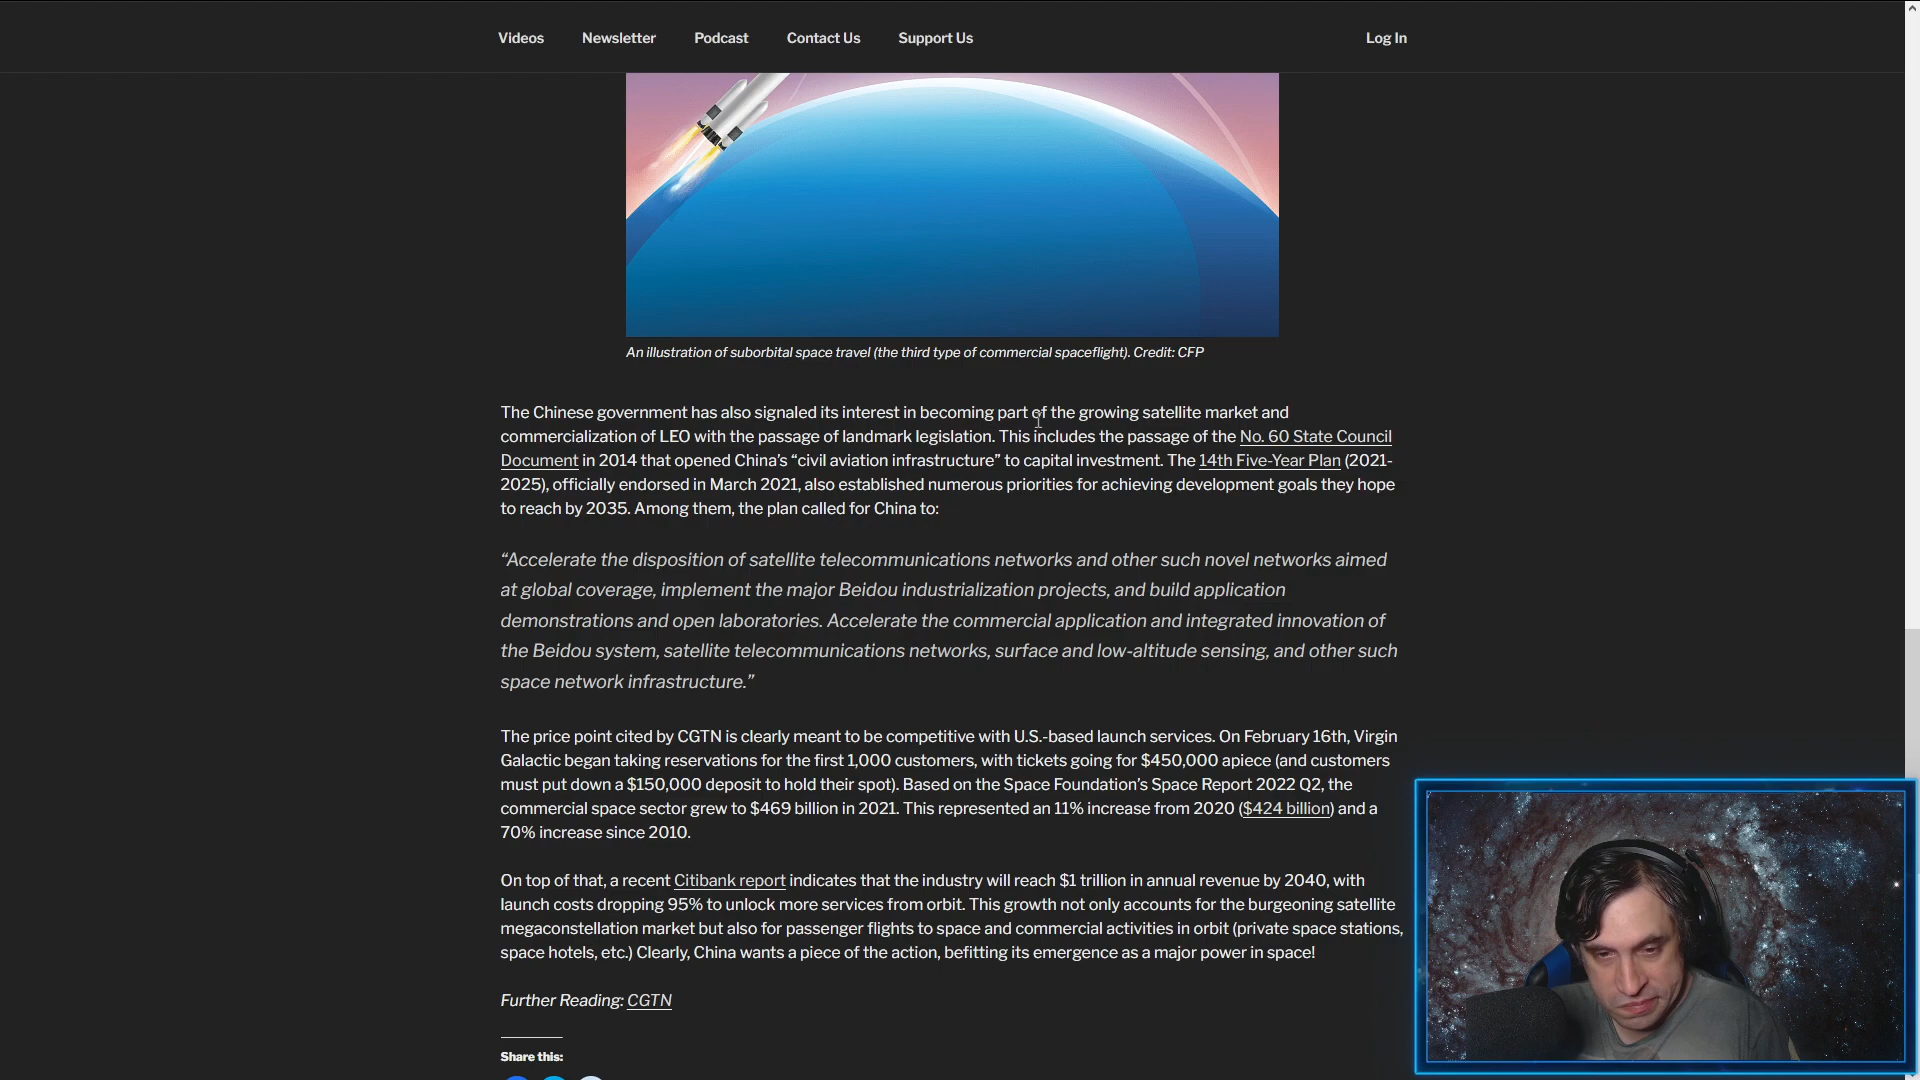 Videos Newsletter Podcast Contact Us Support Us Log In
An illustration of suborbital space travel (the third type of commercial spaceflight). Credit: CFP
The Chinese government has also signaled its interest in becoming part of the growing satellite market and
commercialization of LEO with the passage of landmark legislation. This includes the passage of the No. 60 State Council
Document in 2014 that opened China’s “civil aviation infrastructure” to capital investment. The 14th Five-Year Plan (2021-
2025), officially endorsed in March 2021, also established numerous priorities for achieving development goals they hope
to reach by 2035. Among them, the plan called for China to:
“Accelerate the disposition of satellite telecommunications networks and other such novel networks aimed
at global coverage, implement the major Beidou industrialization projects, and build application
demonstrations and open laboratories. Accelerate the commercial application and integrated innovation of
the Beidou system, satellite telecommunications networks, surface and low-altitude sensing, and other such
space network infrastructure.”
The price point cited by CGTN is clearly meant to be competitive with U.S.-based launch services. On February 16th, Virgin
Galactic began taking reservations for the first 1,000 customers, with tickets going for $450,000 apiece (and customers
must put down a $150,000 deposit to hold their spot). Based on the Space Foundation’s Space Report 2022 Q2, the
commercial space sector grew to $469 billion in 2021. This represented an 11% increase from 2020 ($424 billion) and a
70% increase since 2010.
On top of that, a recent Citibank report indicates that the industry will reach $1 trillion in annual revenue by 2040, with
launch costs dropping 95% to unlock more services from orbit. This growth not only accounts for the burgeoning satellite
megaconstellation market but also for passenger flights to space and commercial activities in orbit (private space stations,
space hotels, etc.) Clearly, China wants a piece of the action, befitting its emergence as a major power in space!
Further Reading: CGTN
Share this: